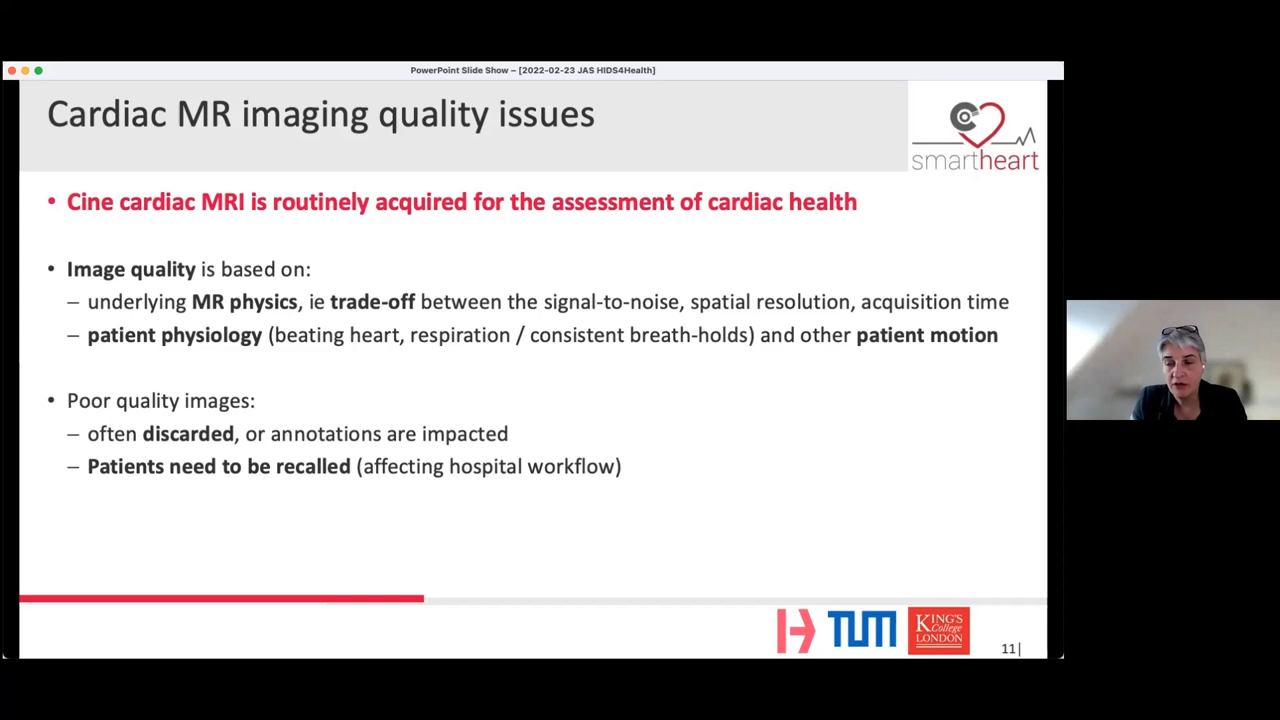 PowerPoint Slide Show – [2022-02-23 JAS HIDS4Health]
Cardiac MR imaging quality issues
smartheart
• Cine cardiac MRI is routinely acquired for the assessment of cardiac health
• Image quality is based on:
– underlying MR physics, ie trade-off between the signal-to-noise, spatial resolution, acquisition time
– patient physiology (beating heart, respiration / consistent breath-holds) and other patient motion
• Poor quality images:
– often discarded, or annotations are impacted
– Patients need to be recalled (affecting hospital workflow)
TUM
KING'S
College
LONDON
11|